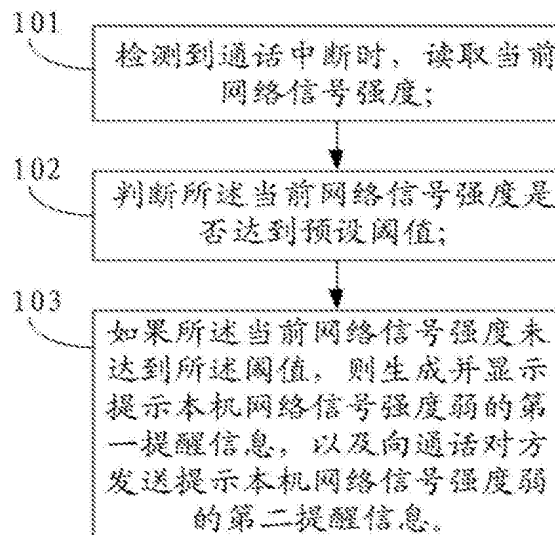 101
检测到通话中断时，读取当前
网络信号强度；
102
判断所述当前网络信号强度是
否达到预设阈值；
103
如果所述当前网络信号强度未
达到所述阈值，则生成并显示
提示本机网络信号强度弱的第
一提醒信息，以及向通话对方
发送提示本机网络信号强度弱
的第二提醒信息。